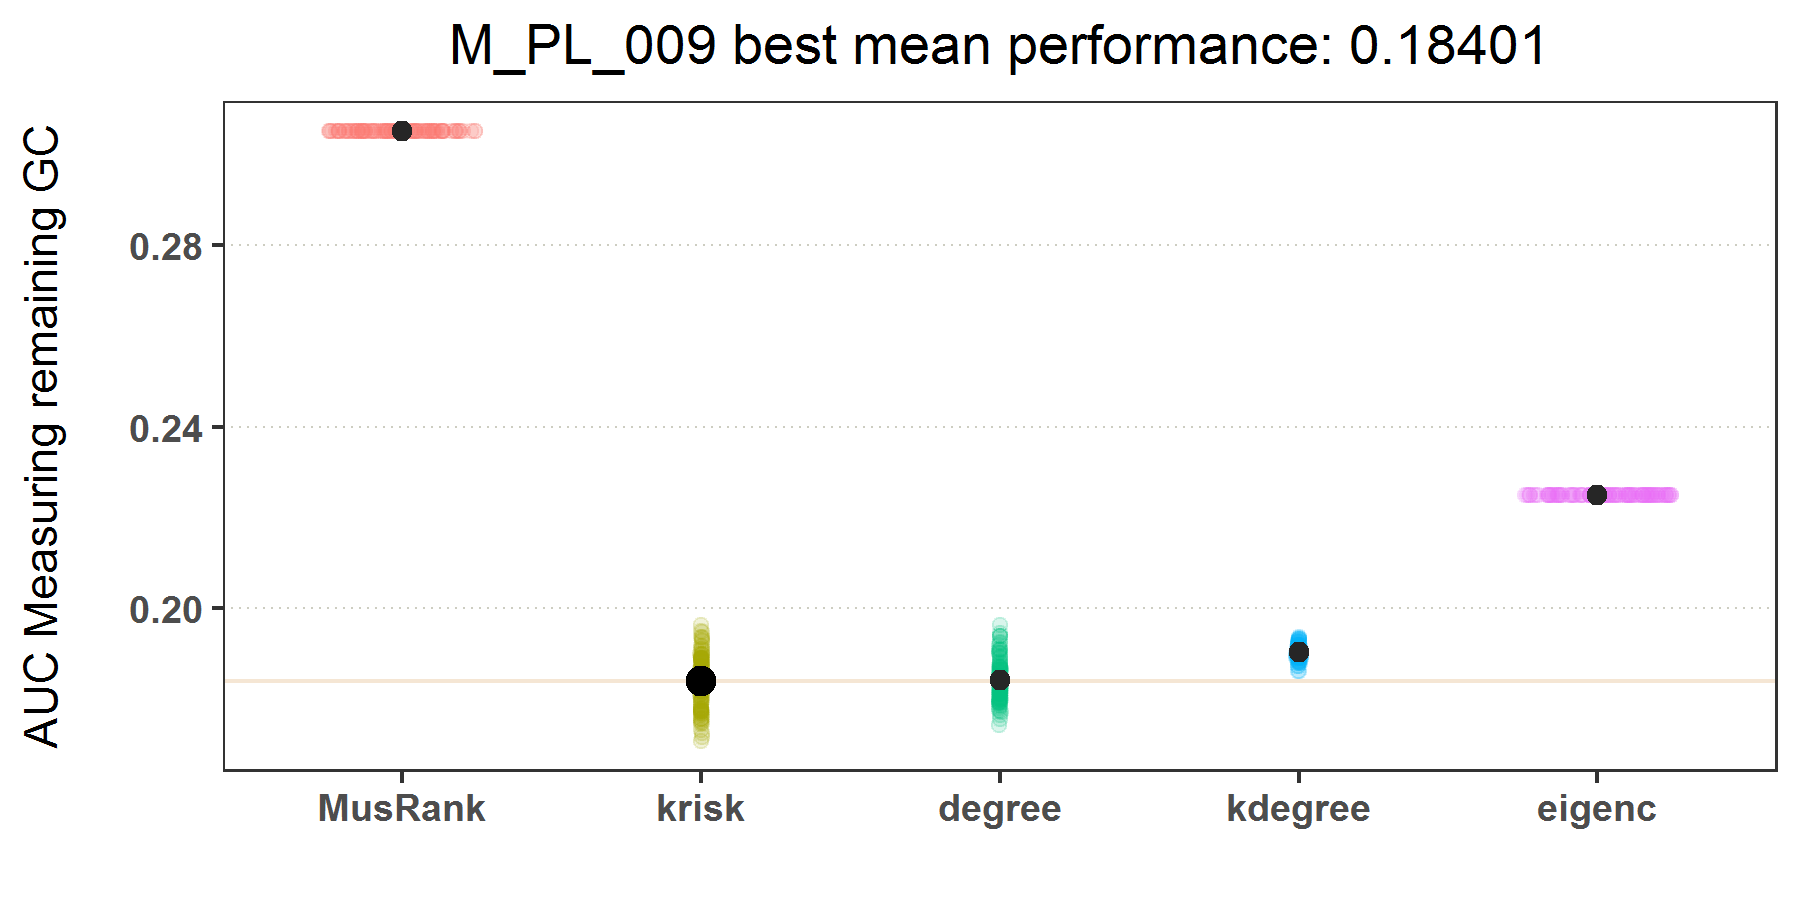 M_PL_009 best mean performance: 0.18401
AUC Measuring remaining GC
0.28
0.24
0.20
MusRank krisk degree kdegree eigenc